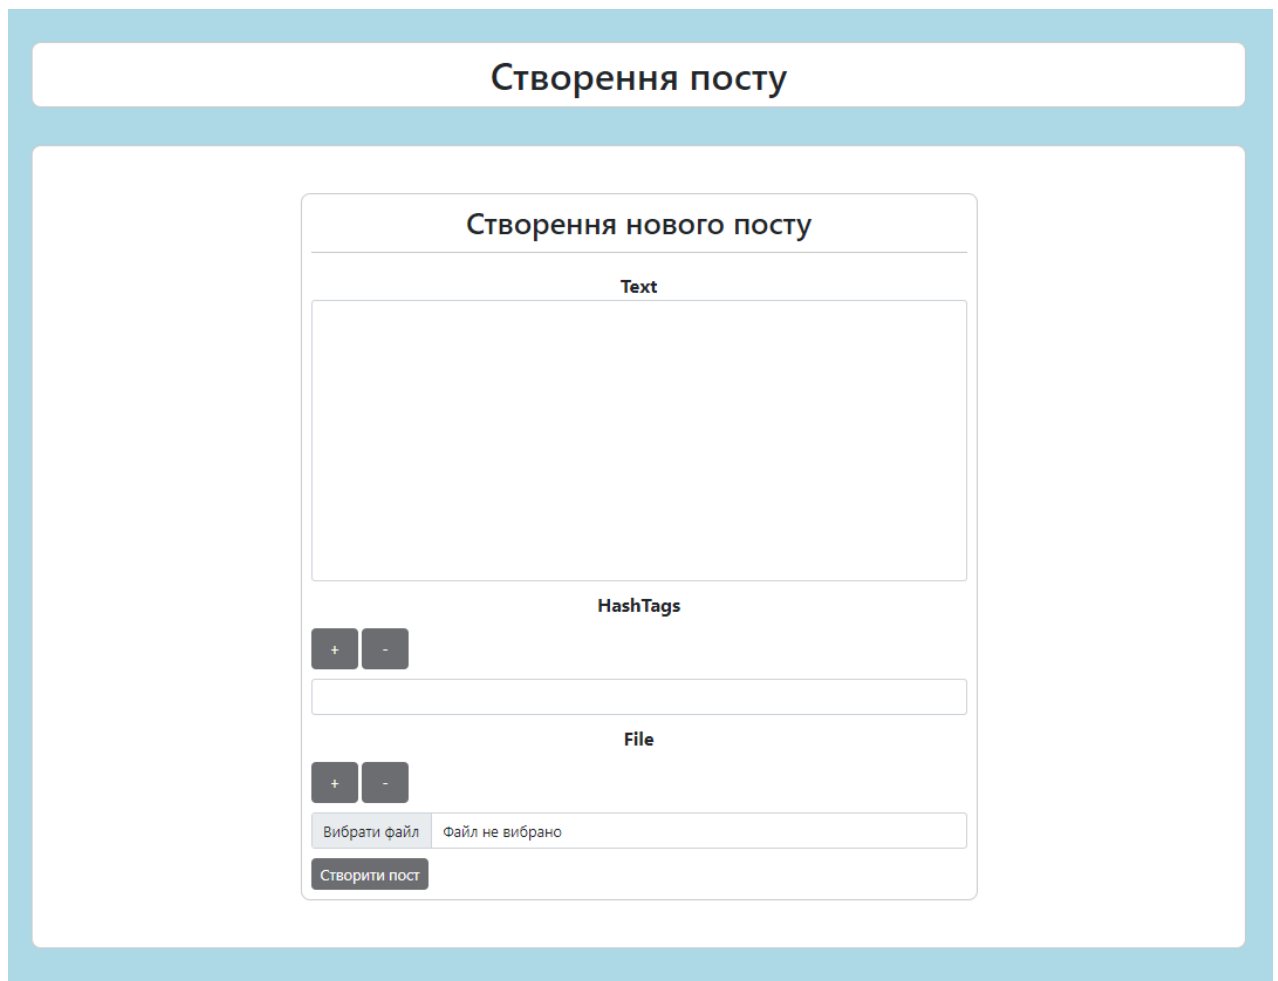 Створення посту
Створення нового посту
Text
HashTags
+ -
File
+ -
Вибрати файл Файл не вибрано
Створити пост